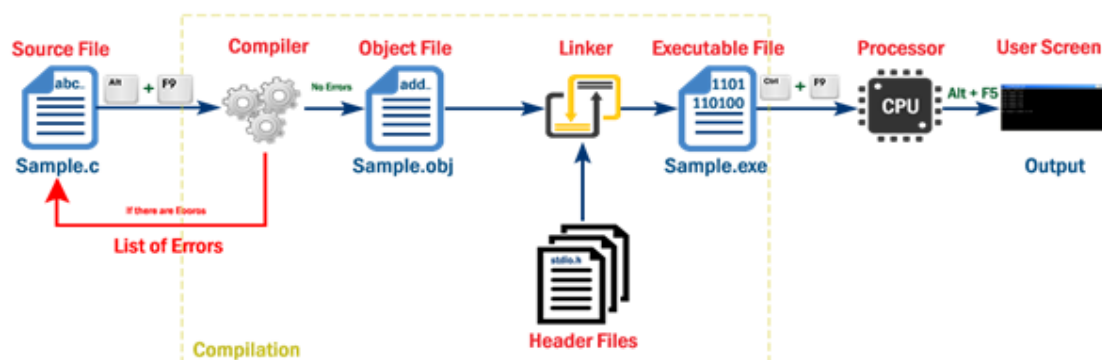 Source File
Compiler
Object File
Linker
Executable File
Processor
User Screen
abc..
Alt + F9
No Errors
add..
1101
110100
Ctrl + F9
CPU
Alt + F5
Sample.c
Sample.obj
Sample.exe
Output
If there are Eooros
List of Errors
stdio.h
Header Files
Compilation